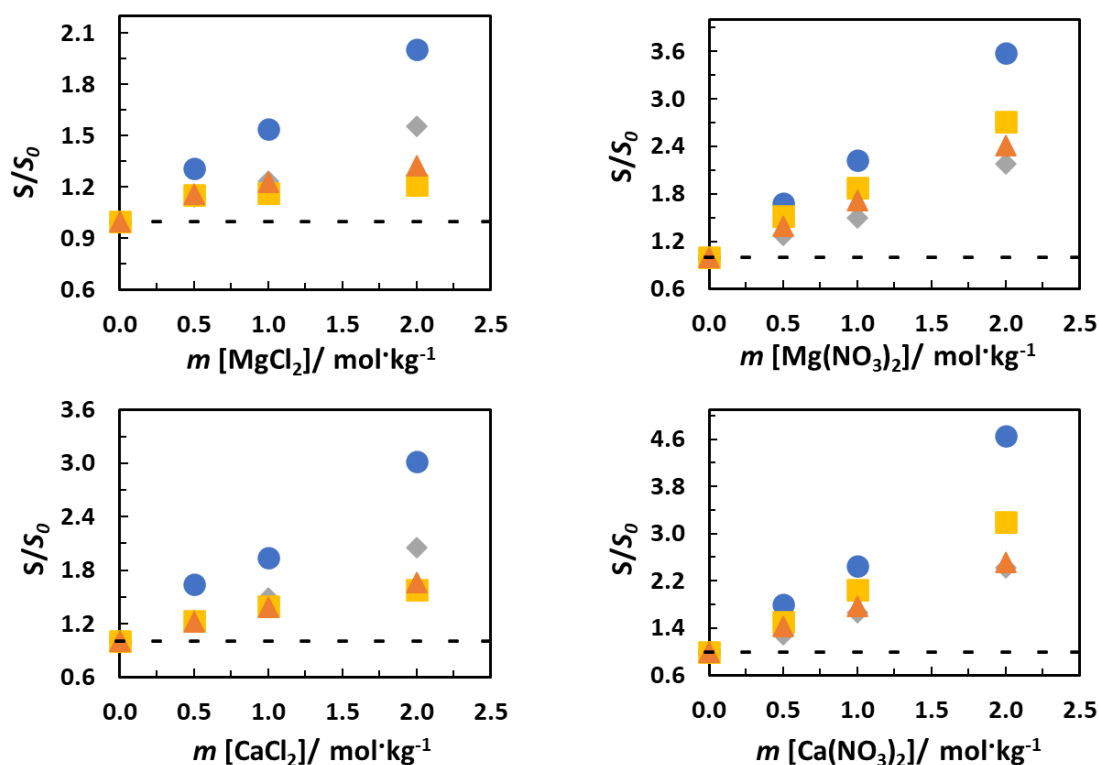 S/S0
2.1
1.8
1.5
1.2
0.9
0.6
0.0 0.5 1.0 1.5 2.0 2.5
m [MgCl2]/ mol·kg-1
S/S0
3.6
3.0
2.4
1.8
1.2
0.6
0.0 0.5 1.0 1.5 2.0 2.5
m [Mg(NO3)2]/ mol·kg-1
S/S0
3.6
3.0
2.4
1.8
1.2
0.6
0.0 0.5 1.0 1.5 2.0 2.5
m [CaCl2]/ mol·kg-1
S/S0
4.6
3.8
3.0
2.2
1.4
0.6
0.0 0.5 1.0 1.5 2.0 2.5
m [Ca(NO3)2]/ mol·kg-1